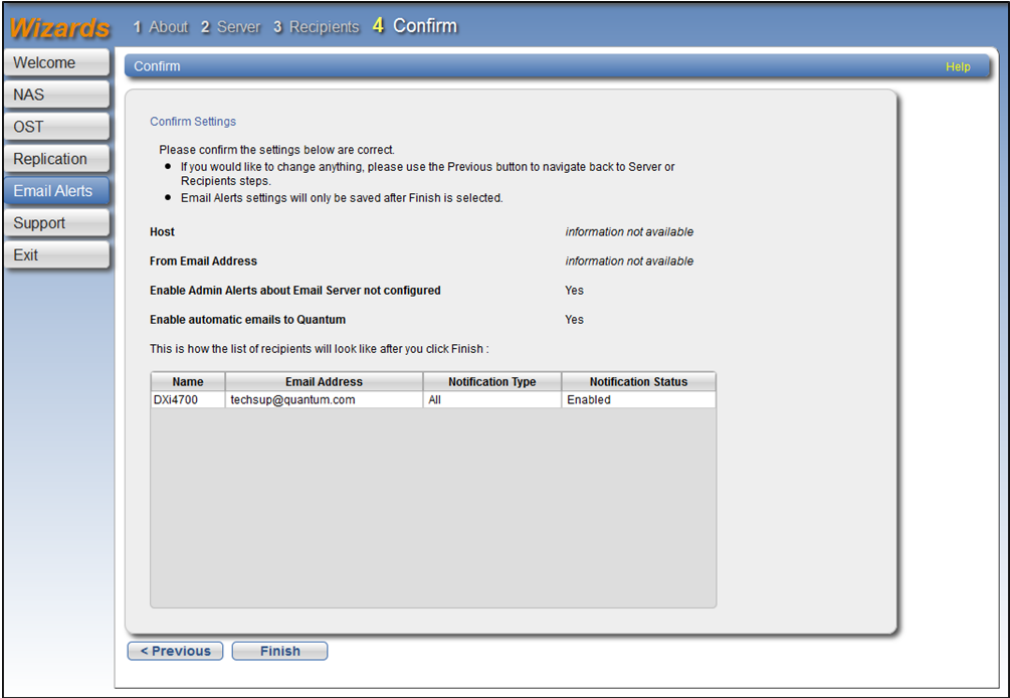 Wizards 1 About 2 Server 3 Recipients 4 Confirm
Welcome
NAS
OST
Replication
Email Alerts
Support
Exit
Confirm Help
Confirm Settings
Please confirm the settings below are correct.
• If you would like to change anything, please use the Previous button to navigate back to Server or
Recipients steps.
• Email Alerts settings will only be saved after Finish is selected.
Host information not available
From Email Address information not available
Enable Admin Alerts about Email Server not configured Yes
Enable automatic emails to Quantum Yes
This is how the list of recipients will look like after you click Finish :
Name Email Address Notification Type Notification Status
DXi4700 techsup@quantum.com All Enabled
< Previous Finish